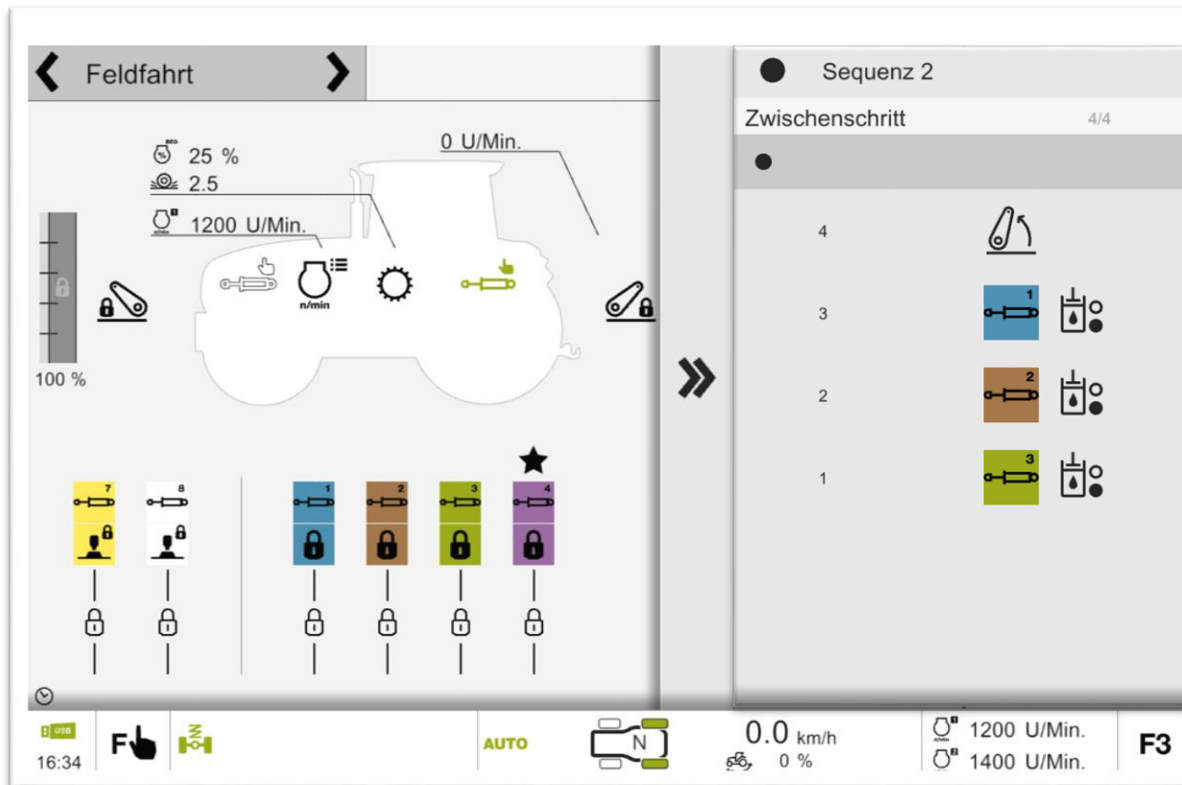 Feldfahrt
ECO
25 %
2.5
1200 U/Min.
0 U/Min.
n/min
100 %
7
8
1
2
3
4
Sequenz 2
Zwischenschritt 4/4
4
3 1
2 2
1 3
USB
16:34
F
AUTO
N
0.0 km/h
0 %
1200 U/Min.
1400 U/Min.
F3